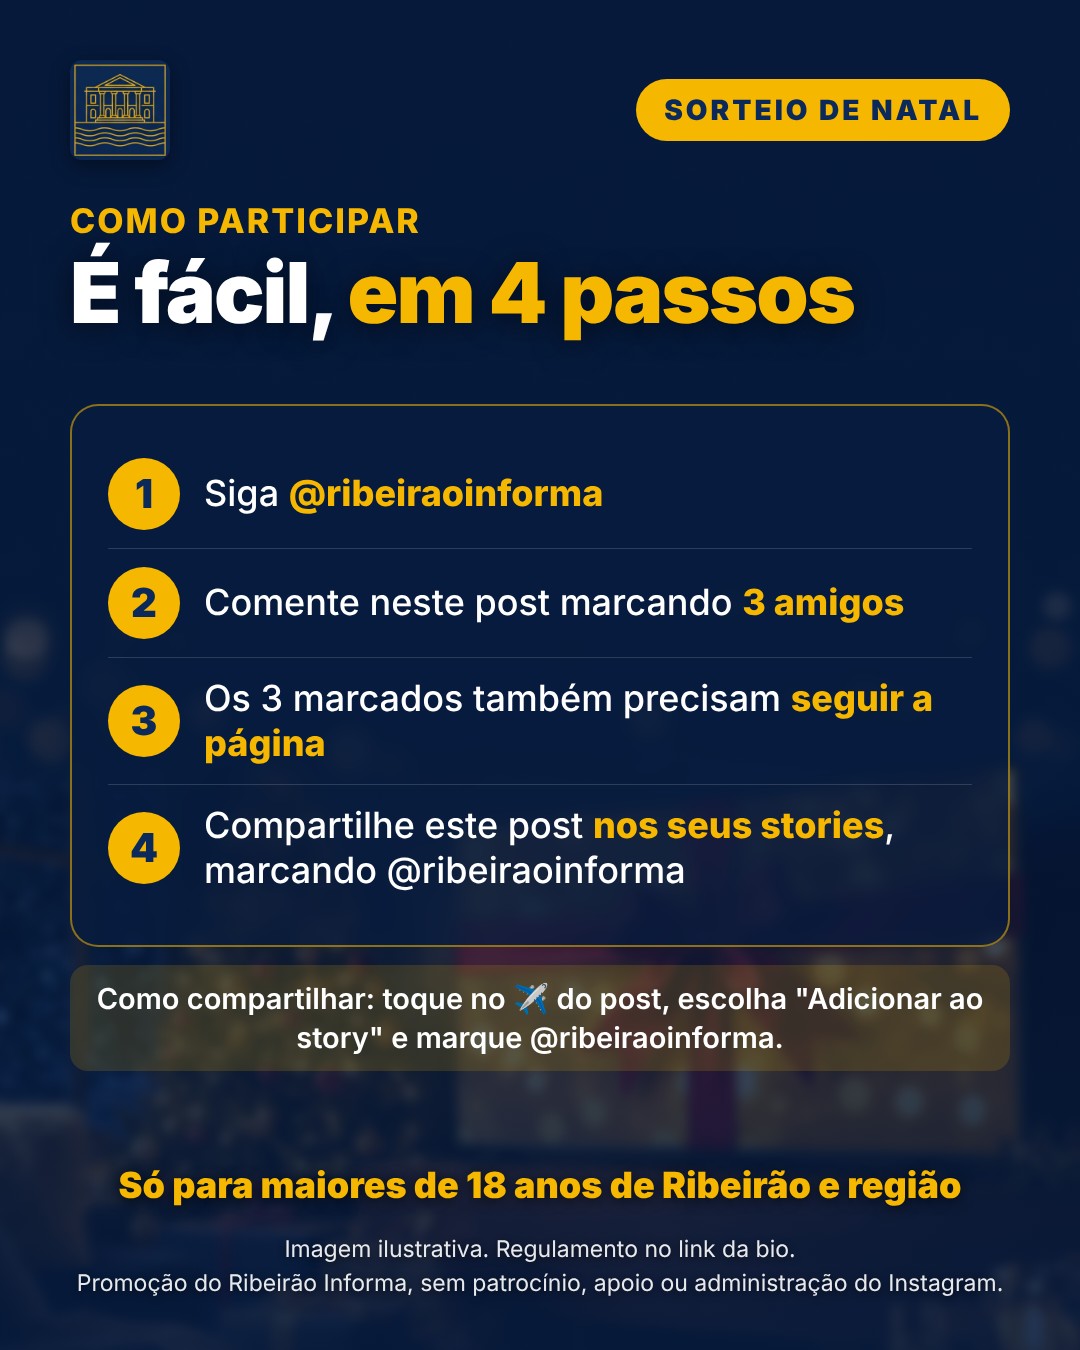 SORTEIO DE NATAL
COMO PARTICIPAR
É fácil, em 4 passos
1 Siga @ribeiraoinforma
2 Comente neste post marcando 3 amigos
3 Os 3 marcados também precisam seguir a
página
4 Compartilhe este post nos seus stories,
marcando @ribeiraoinforma
Como compartilhar: toque no ✈️ do post, escolha "Adicionar ao
story" e marque @ribeiraoinforma.
Só para maiores de 18 anos de Ribeirão e região
Imagem ilustrativa. Regulamento no link da bio.
Promoção do Ribeirão Informa, sem patrocínio, apoio ou administração do Instagram.